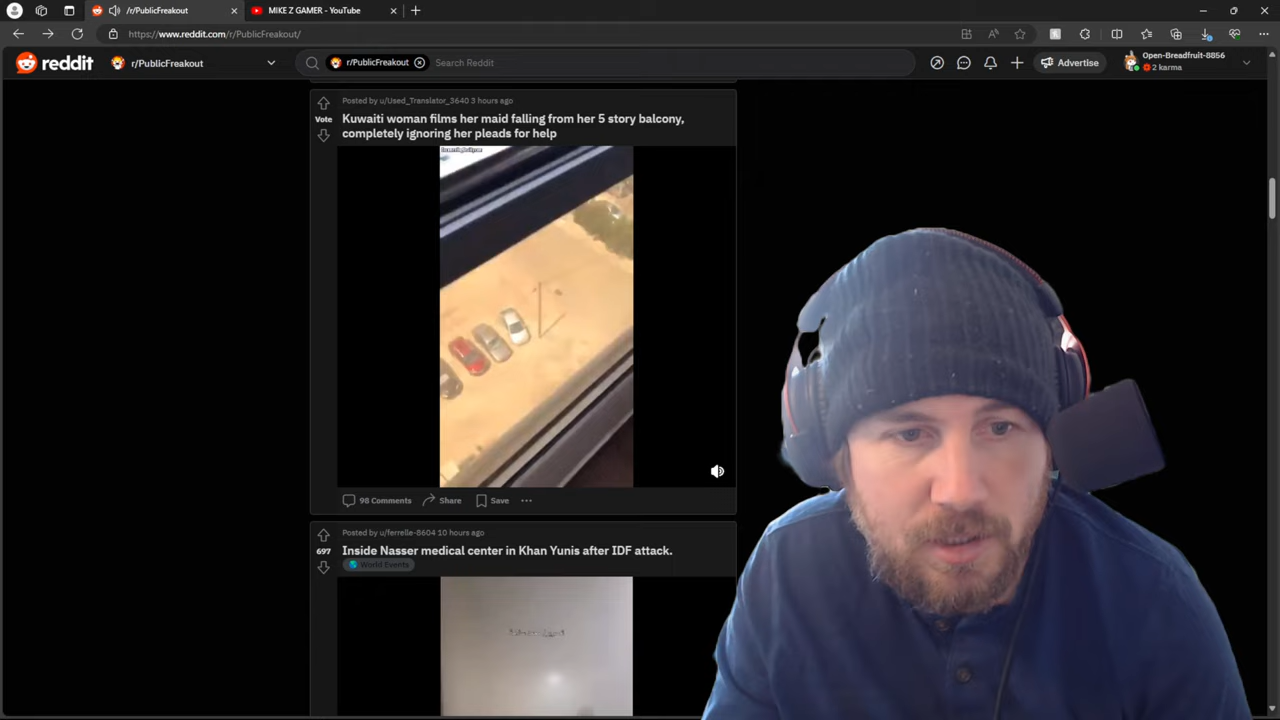 /r/PublicFreakout
MIKE Z GAMER - YouTube
https://www.reddit.com/r/PublicFreakout/
reddit
r/PublicFreakout
r/PublicFreakout
Search Reddit
Advertise
Open-Breadfruit-8856
2 karma
Posted by u/Used_Translator_3640 3 hours ago
Vote
Kuwaiti woman films her maid falling from her 5 story balcony,
completely ignoring her pleads for help
98 Comments
Share
Save
Posted by u/ferrelle-8604 10 hours ago
697
Inside Nasser medical center in Khan Yunis after IDF attack.
World Events